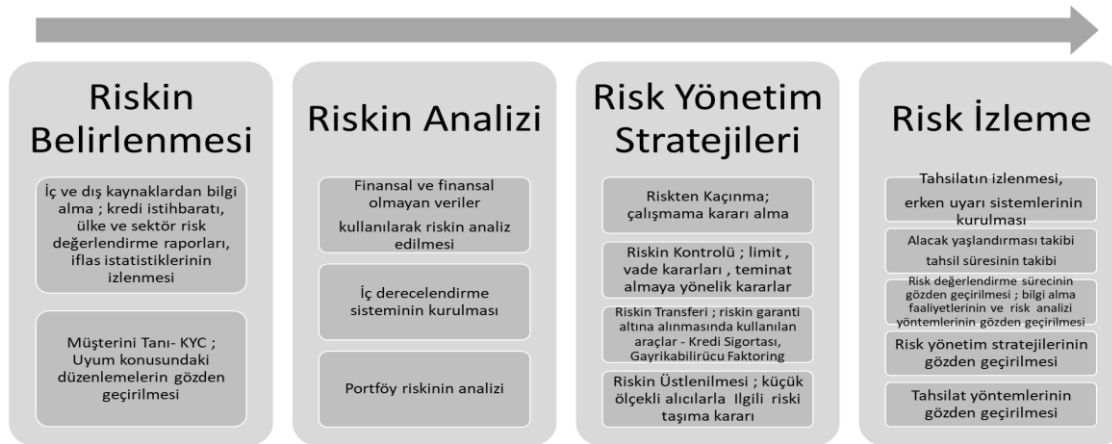 Riskin
Belirlenmesi
İç ve dış kaynaklardan bilgi
alma ; kredi istihbaratı,
ülke ve sektör risk
değerlendirme raporları,
iflas istatistiklerinin
izlenmesi
Müşterini Tanı- KYC ;
Uyum konusundaki
düzenlemelerin gözden
geçirilmesi
Riskin Analizi
Finansal ve finansal
olmayan veriler
kullanılarak riskin analiz
edilmesi
İç derecelendirme
sisteminin kurulması
Portföy riskinin analizi
Risk Yönetim
Stratejileri
Riskten Kaçınma;
çalışmama kararı alma
Riskin Kontrolü ; limit ,
vade kararları , teminat
almaya yönelik kararlar
Riskin Transferi ; riskin garanti
altına alınmasında kullanılan
araçlar - Kredi Sigortası,
Gayrikabilirücu Faktoring
Riskin Üstlenilmesi ; küçük
ölçekli alıcılarla Ilgili riski
taşıma kararı
Risk İzleme
Tahsilatın izlenmesi,
erken uyarı sistemlerinin
kurulması
Alacak yaşlandırması takibi
tahsil süresinin takibi
Risk değerlendirme sürecinin
gözden geçirilmesi ; bilgi alma
faaliyetlerinin ve risk analizi
yöntemlerinin gözden geçirilmesi
Risk yönetim stratejilerinin
gözden geçirilmesi
Tahsilat yöntemlerinin
gözden geçirilmesi